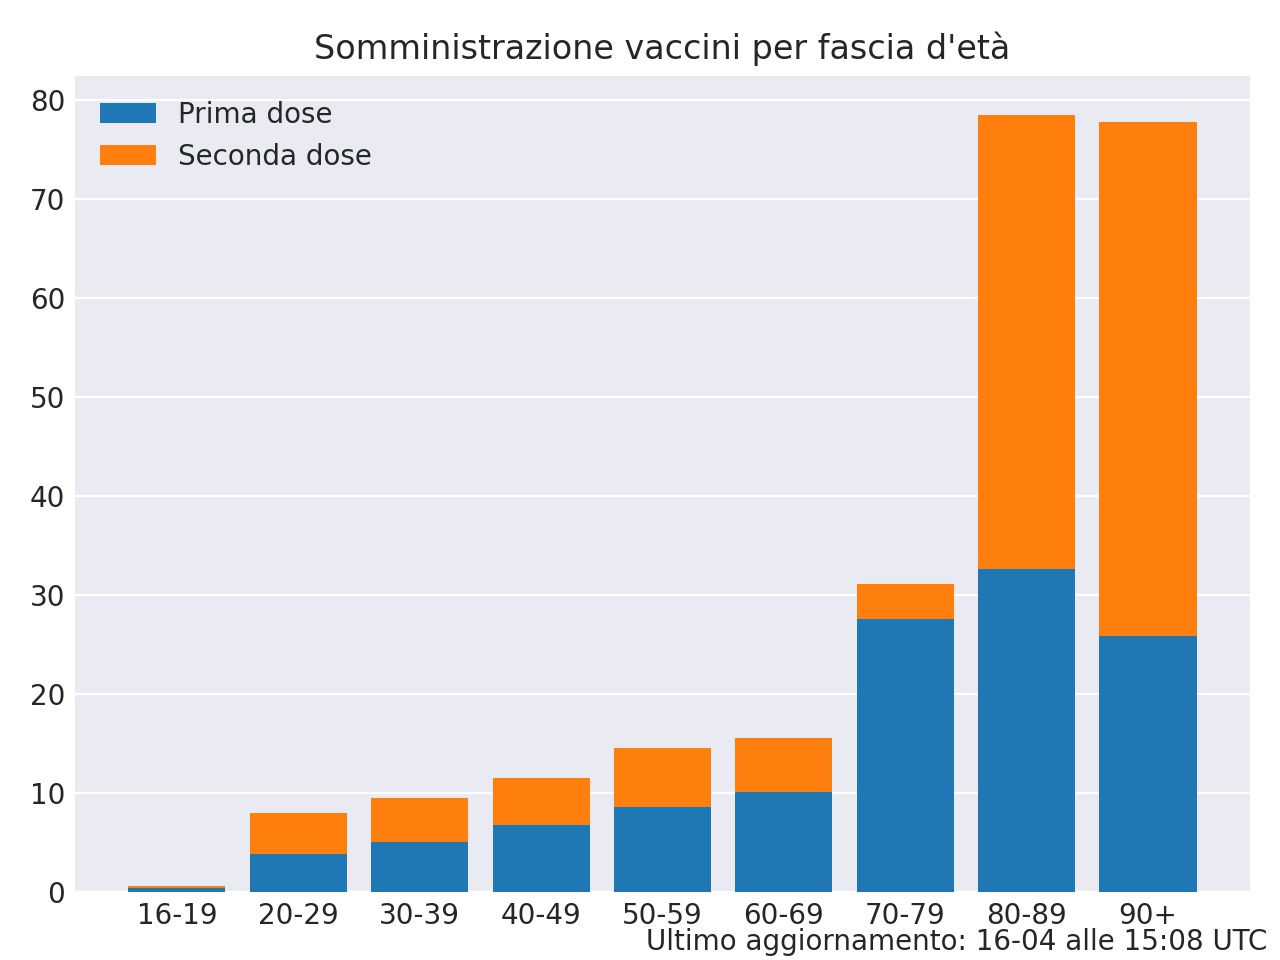 Somministrazione vaccini per fascia d'età
Prima dose
Seconda dose
80
70
60
50
40
30
20
10
0
16-19 20-29 30-39 40-49 50-59 60-69 70-79 80-89 90+
Ultimo aggiornamento: 16-04 alle 15:08 UTC